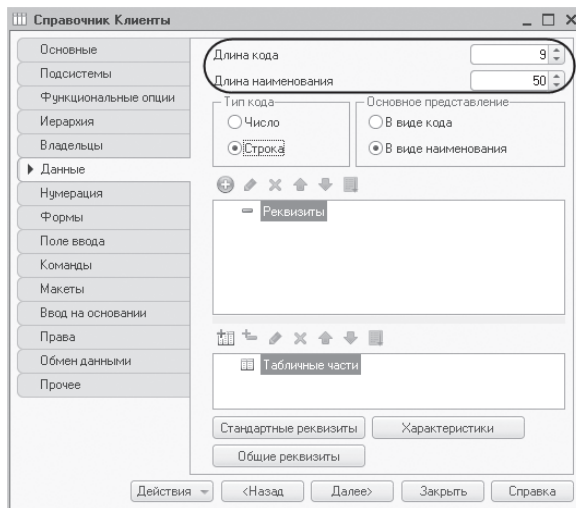 Справочник Клиенты
Основные
Подсистемы
Функциональные опции
Иерархия
Владельцы
Данные
Нумерация
Формы
Поле ввода
Команды
Макеты
Ввод на основании
Права
Обмен данными
Прочее
Длина кода 9
Длина наименования 50
Тип кода
Число
Строка
Основное представление
В виде кода
В виде наименования
Реквизиты
Табличные части
Стандартные реквизиты Характеристики
Общие реквизиты
Действия <Назад Далее> Закрыть Справка